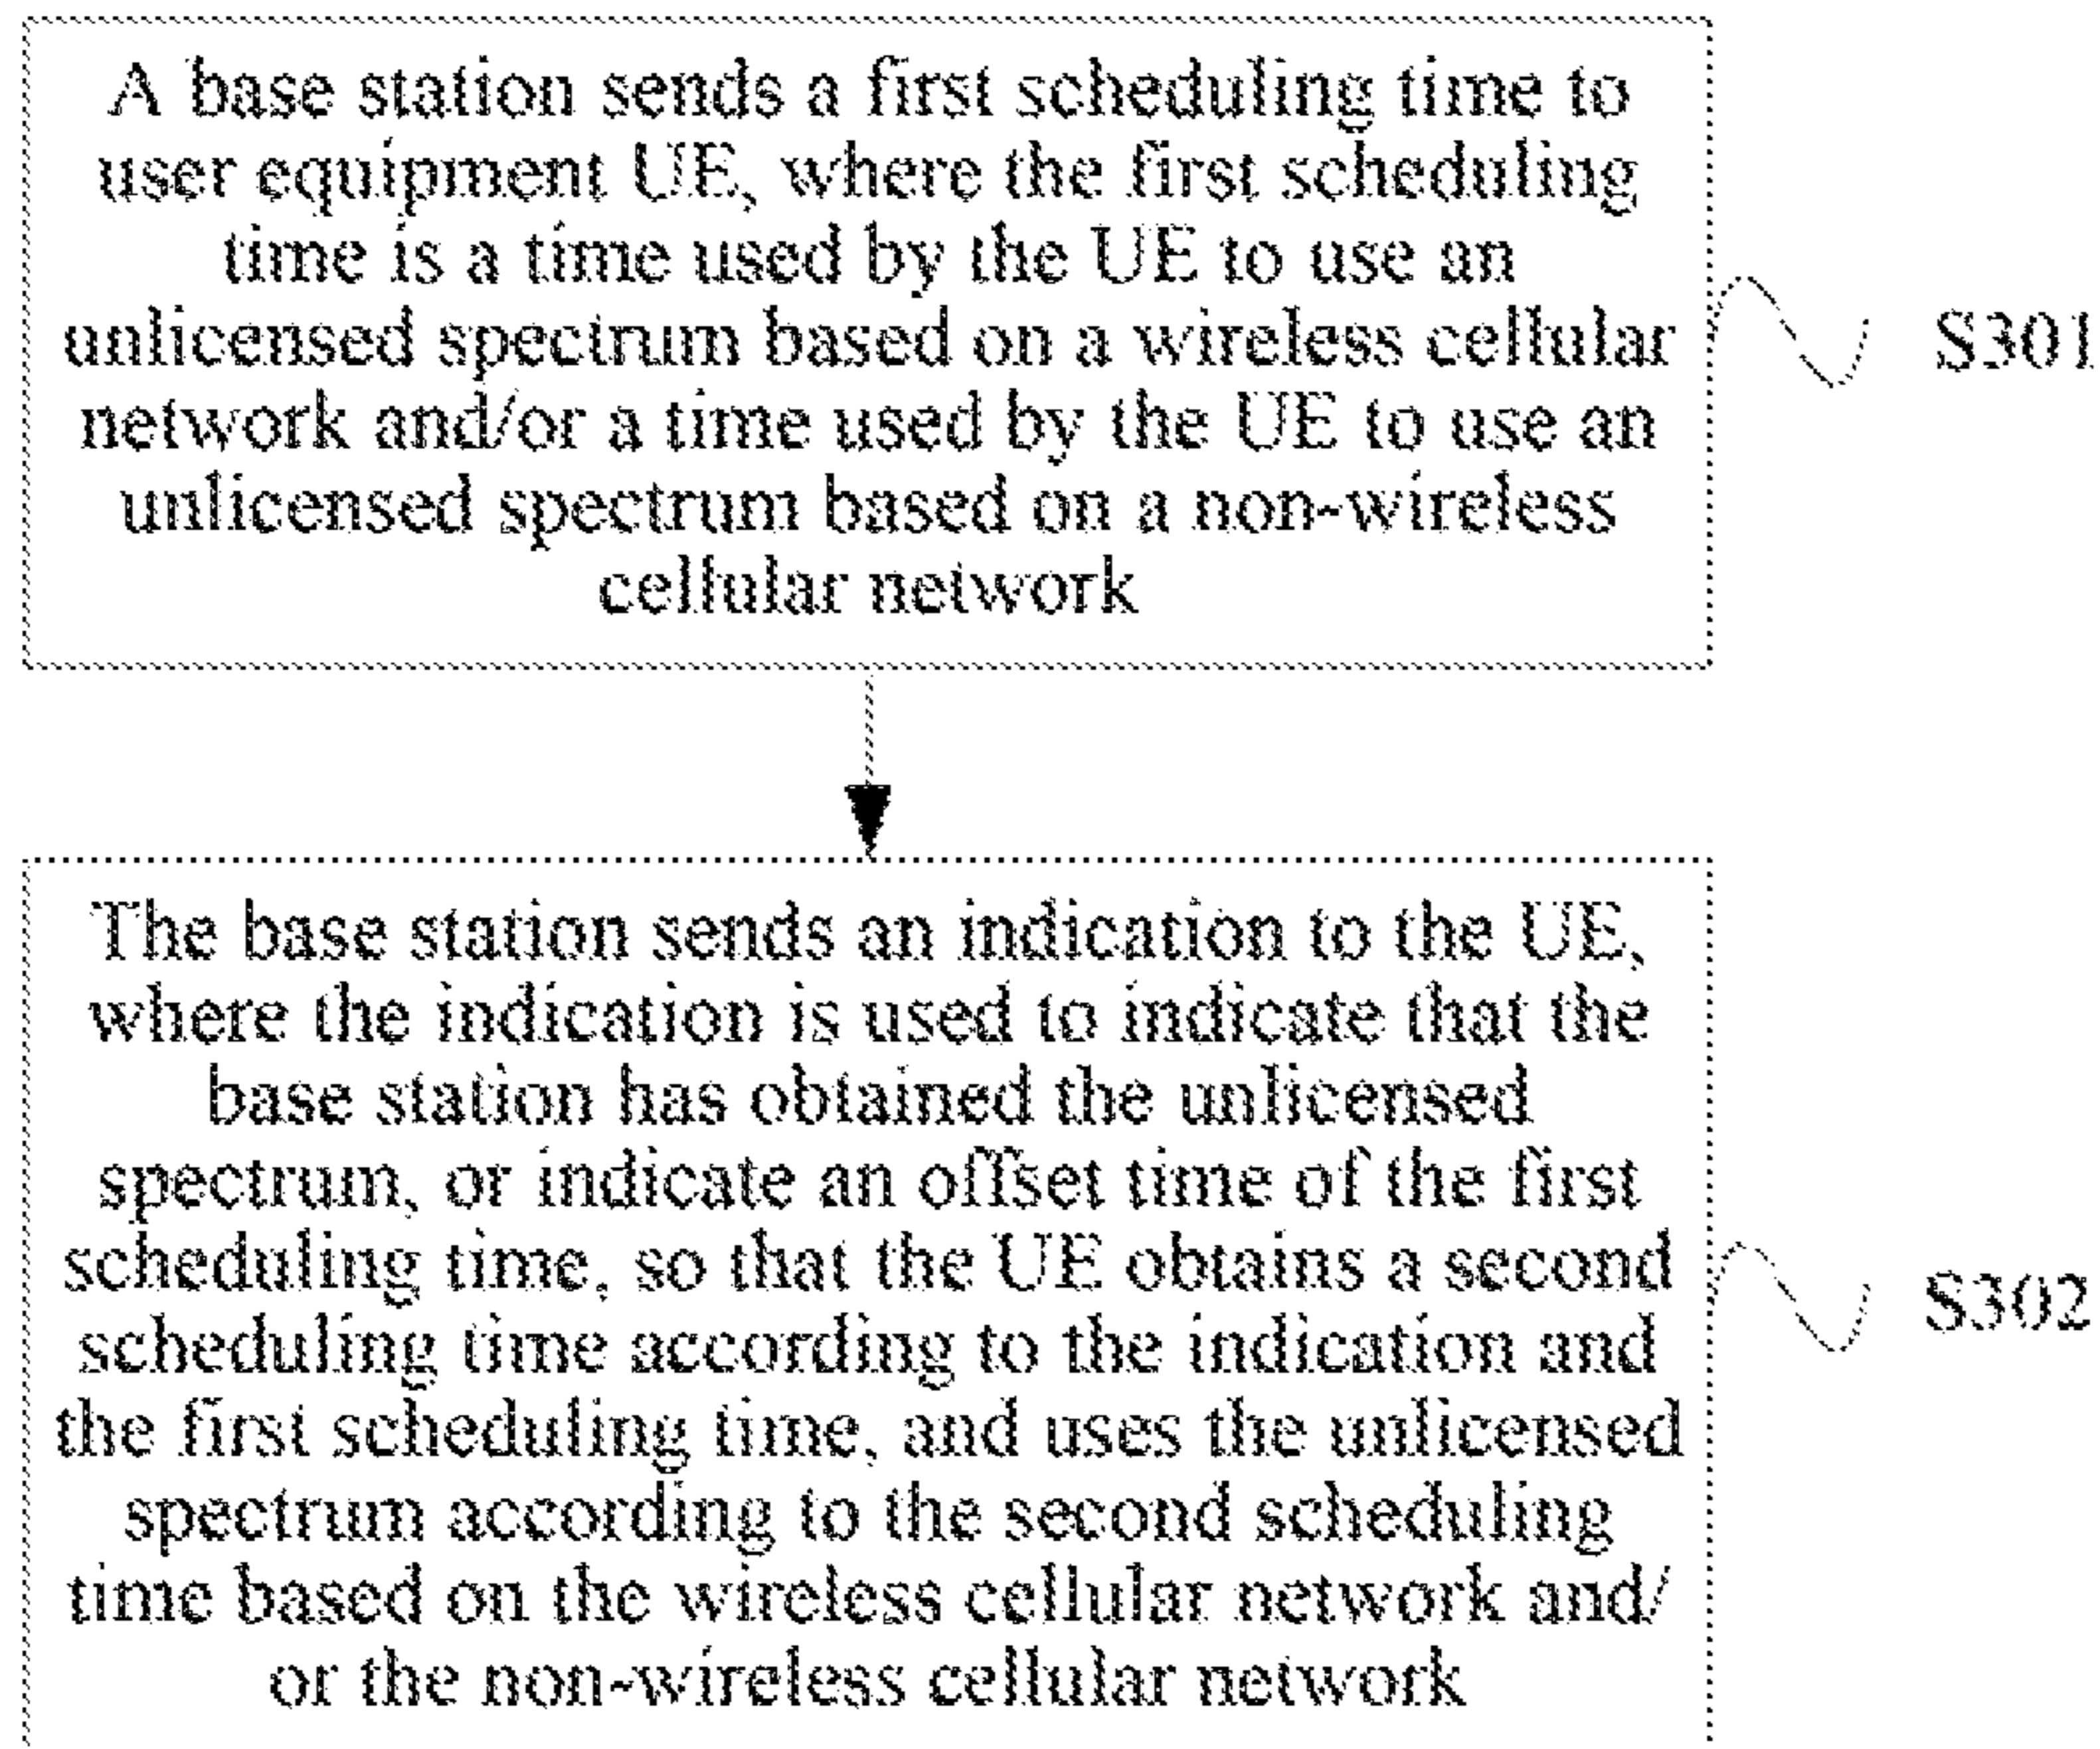 A base station sends a first scheduling time to
user equipment UE, where the first scheduling
time is a time used by the UE to use an
unlicensed spectrum based on a wireless cellular
network and/or a time used by the UE to use an
unlicensed spectrum based on a non-wireless
cellular network
S301
The base station sends an indication to the UE,
where the indication is used to indicate that the
base station has obtained the unlicensed
spectrum, or indicate an offset time of the first
scheduling time, so that the UE obtains a second
scheduling time according to the indication and
the first scheduling time, and uses the unlicensed
spectrum according to the second scheduling
time based on the wireless cellular network and/
or the non-wireless cellular network
S302